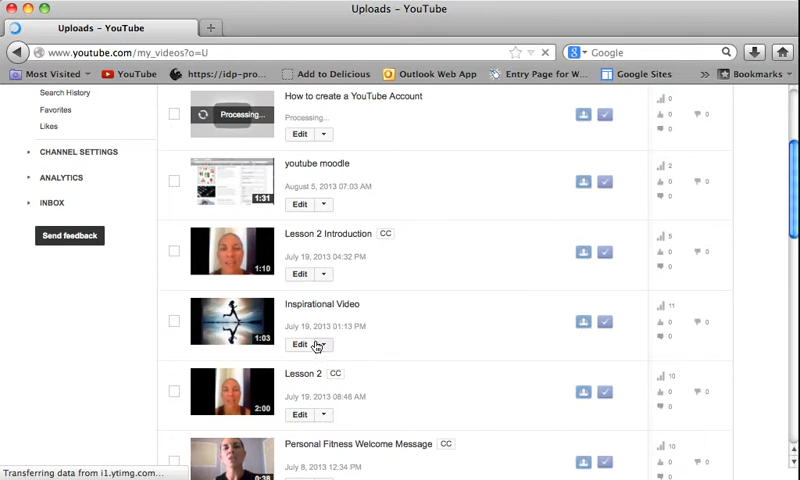 Uploads – YouTube
Uploads – YouTube
www.youtube.com/my_videos?o=U
Google
Most Visited
YouTube
https://idp-pro...
Add to Delicious
Outlook Web App
Entry Page for W...
Google Sites
Bookmarks
Search History
Favorites
Likes
CHANNEL SETTINGS
ANALYTICS
INBOX
Send feedback
Processing...
How to create a YouTube Account
Processing...
Edit
0
0
0
0
1:31
youtube moodle
August 5, 2013 07:03 AM
Edit
2
0
0
0
1:10
Lesson 2 Introduction CC
July 19, 2013 04:32 PM
Edit
5
0
0
0
1:03
Inspirational Video
July 19, 2013 01:13 PM
Edit
11
0
0
0
2:00
Lesson 2 CC
July 19, 2013 08:46 AM
Edit
10
0
0
0
0:38
Personal Fitness Welcome Message CC
July 8, 2013 12:34 PM
10
0
0
0
Transferring data from i1.ytimg.com...